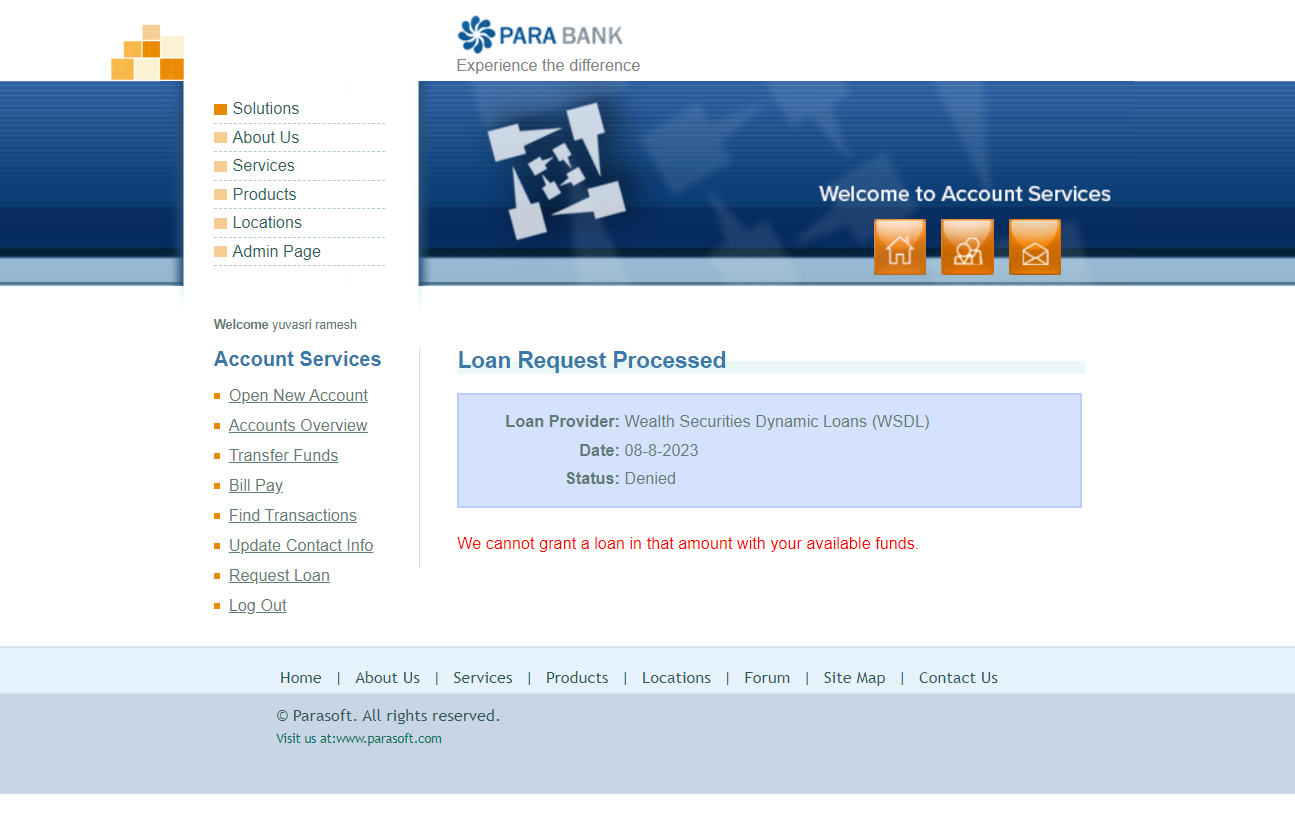 PARA BANK
Experience the difference
Solutions
About Us
Services
Products
Locations
Admin Page
Welcome to Account Services
Welcome yuvasri ramesh
Account Services
Open New Account
Accounts Overview
Transfer Funds
Bill Pay
Find Transactions
Update Contact Info
Request Loan
Log Out
Loan Request Processed
Loan Provider: Wealth Securities Dynamic Loans (WSDL)
Date: 08-8-2023
Status: Denied
We cannot grant a loan in that amount with your available funds.
Home | About Us | Services | Products | Locations | Forum | Site Map | Contact Us
© Parasoft. All rights reserved.
Visit us at:www.parasoft.com